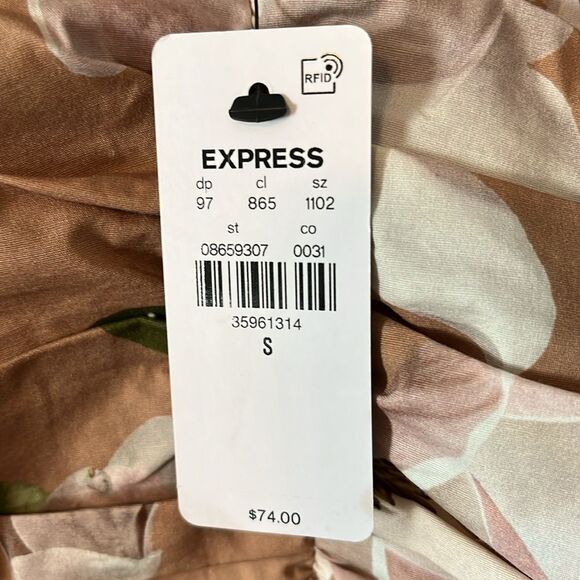 RFID
EXPRESS
dp cl sz
97 865 1102
st co
08659307 0031
35961314
S
$74.00